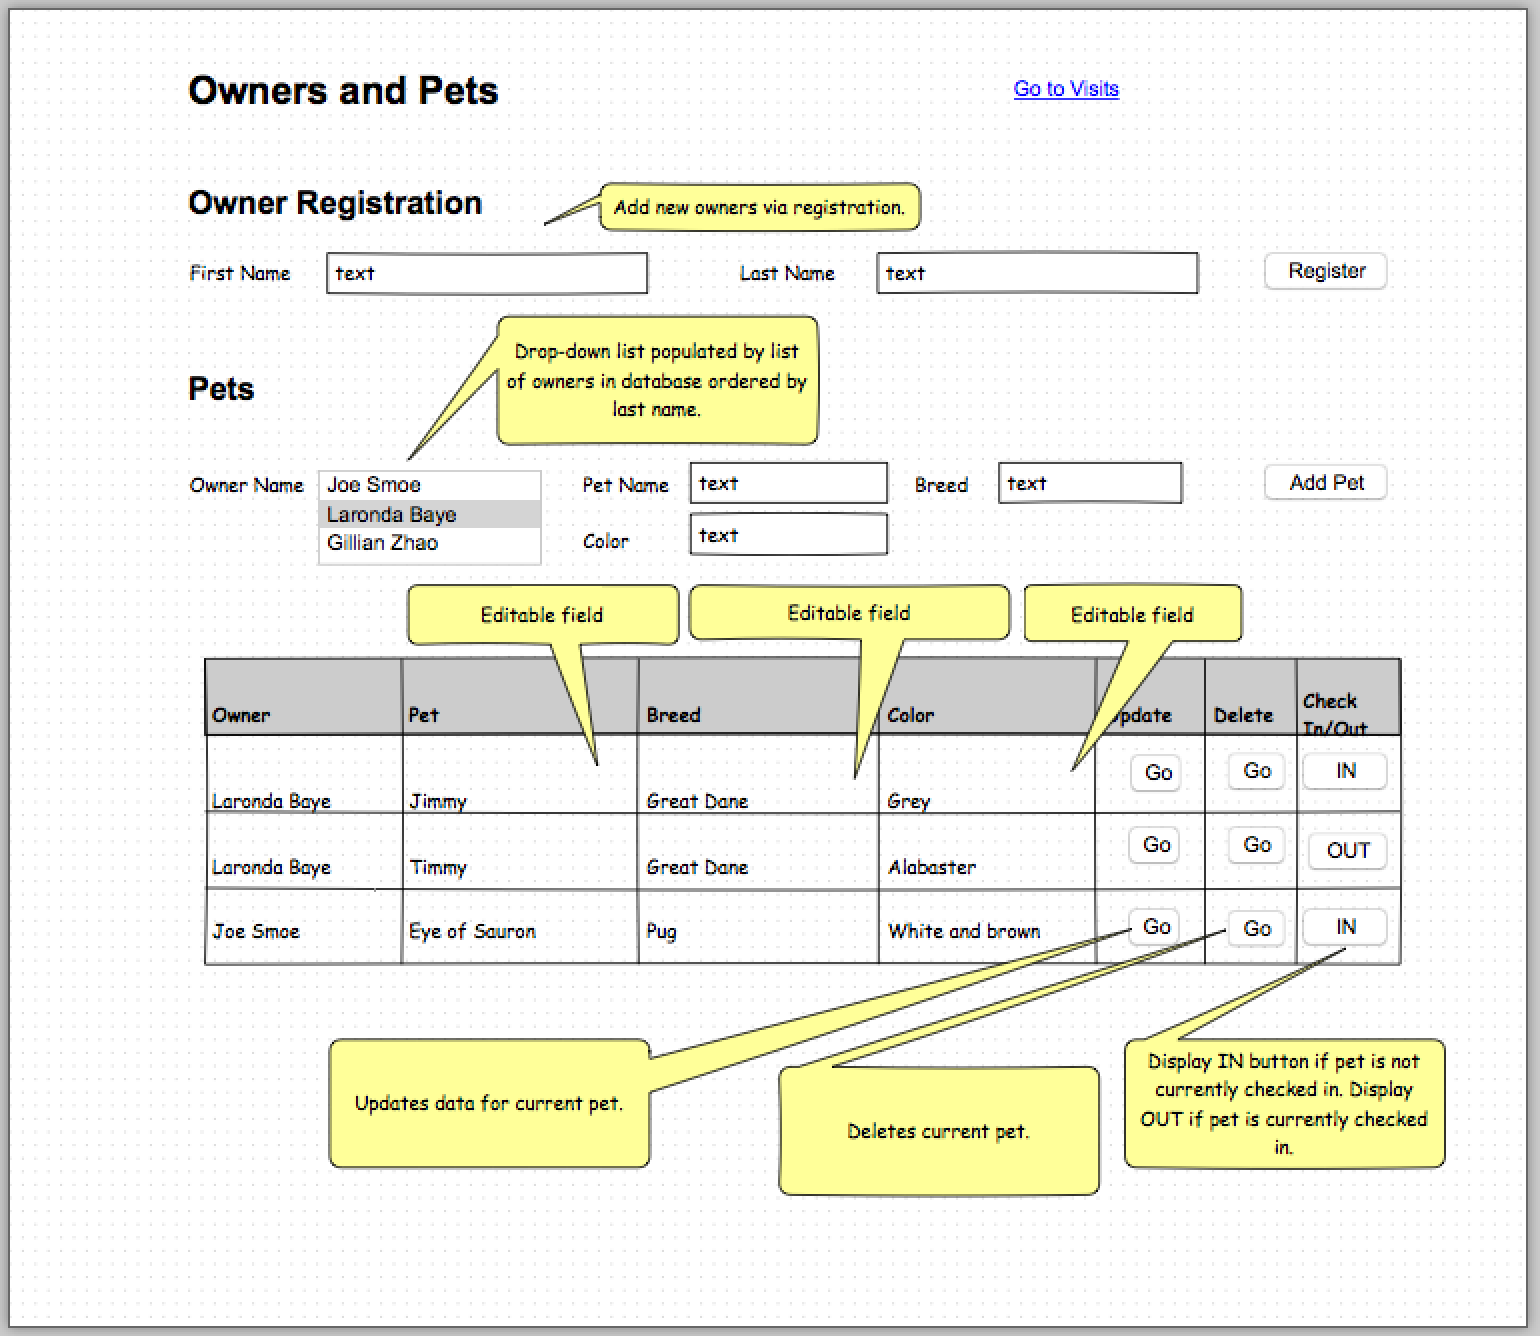 Owners and Pets
Go to Visits
Owner Registration
Add new owners via registration.
First Name
text
Last Name
text
Register
Drop-down list populated by list
of owners in database ordered by
last name.
Pets
Owner Name
Joe Smoe
Laronda Baye
Gillian Zhao
Pet Name
text
Breed
text
Add Pet
Color
text
Editable field
Editable field
Editable field
Owner
Pet
Breed
Color
Update
Delete
Check
In/Out
Laronda Baye
Jimmy
Great Dane
Grey
Go
Go
IN
Laronda Baye
Timmy
Great Dane
Alabaster
Go
Go
OUT
Joe Smoe
Eye of Sauron
Pug
White and brown
Go
Go
IN
Updates data for current pet.
Deletes current pet.
Display IN button if pet is not
currently checked in. Display
OUT if pet is currently checked
in.